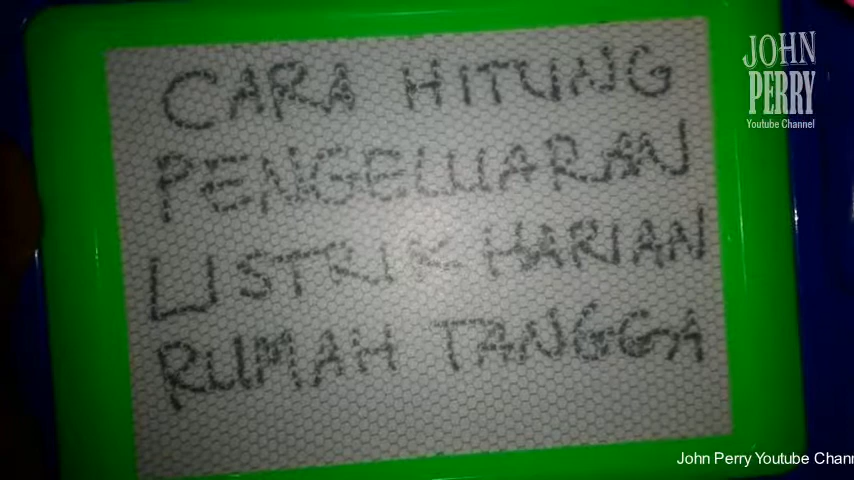 CARA HITUNG
PENGELUARAN
LISTRIK HARIAN
RUMAH TANGGA
JOHN
PERRY
Youtube Channel
John Perry Youtube Chann